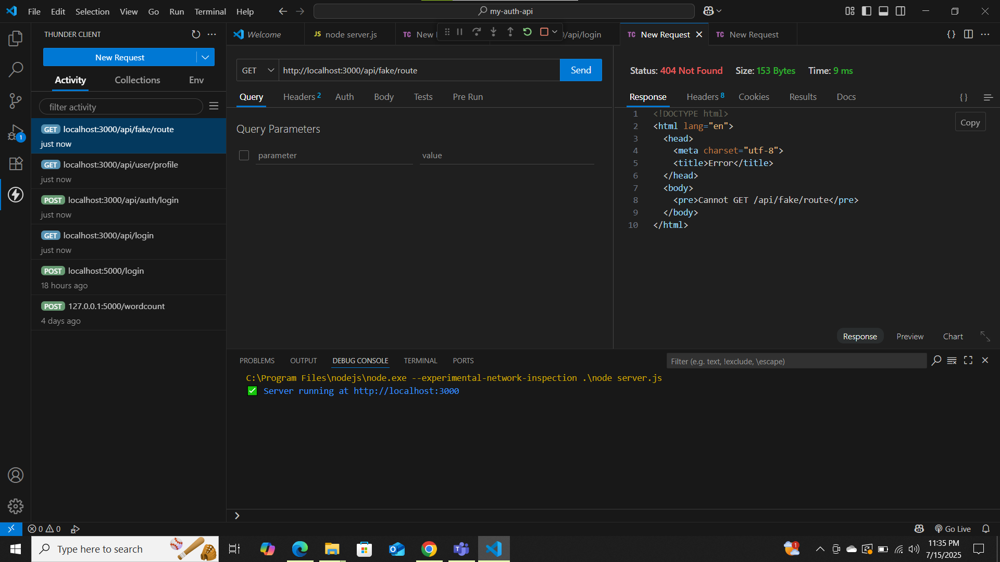 File Edit Selection View Go Run Terminal Help
my-auth-api
THUNDER CLIENT
New Request
Activity Collections Env
filter activity
GET localhost:3000/api/fake/route
just now
GET localhost:3000/api/user/profile
just now
POST localhost:3000/api/auth/login
just now
GET localhost:3000/api/login
just now
POST localhost:5000/login
18 hours ago
POST 127.0.0.1:5000/wordcount
4 days ago
Welcome
JS node server.js
TC New
/api/login
TC New Request
TC New Request
GET http://localhost:3000/api/fake/route Send
Query Headers 2 Auth Body Tests Pre Run
Query Parameters
parameter value
Status: 404 Not Found Size: 153 Bytes Time: 9 ms
Response Headers 8 Cookies Results Docs
{ }
Copy
1 <!DOCTYPE html>
2 <html lang="en">
3 <head>
4 <meta charset="utf-8">
5 <title>Error</title>
6 </head>
7 <body>
8 <pre>Cannot GET /api/fake/route</pre>
9 </body>
10 </html>
Response Preview Chart
PROBLEMS OUTPUT DEBUG CONSOLE TERMINAL PORTS
Filter (e.g. text, !exclude, \escape)
C:\Program Files\nodejs\node.exe --experimental-network-inspection .\node server.js
✅ Server running at http://localhost:3000
1
0 0
Go Live
Type here to search
1
11:35 PM
7/15/2025